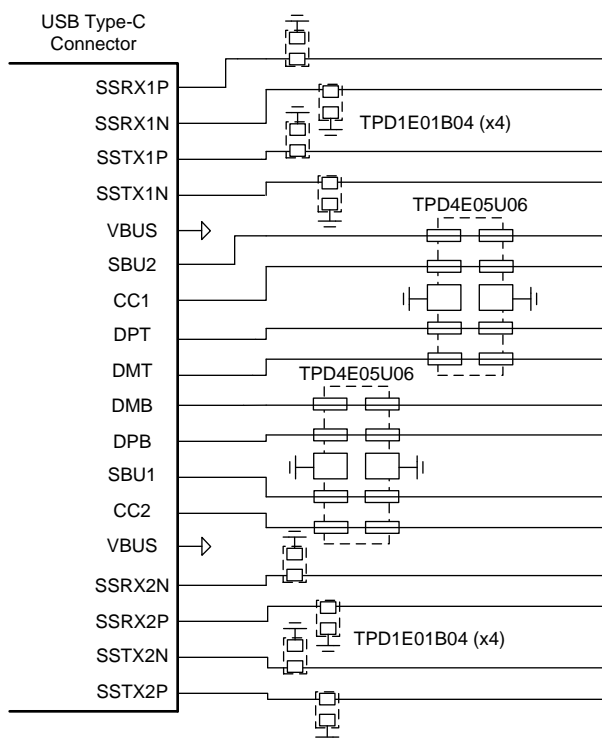 USB Type-C
Connector
SSRX1P
SSRX1N
TPD1E01B04 (x4)
SSTX1P
SSTX1N
TPD4E05U06
VBUS
SBU2
CC1
DPT
DMT
TPD4E05U06
DMB
DPB
SBU1
CC2
VBUS
SSRX2N
SSRX2P
TPD1E01B04 (x4)
SSTX2N
SSTX2P